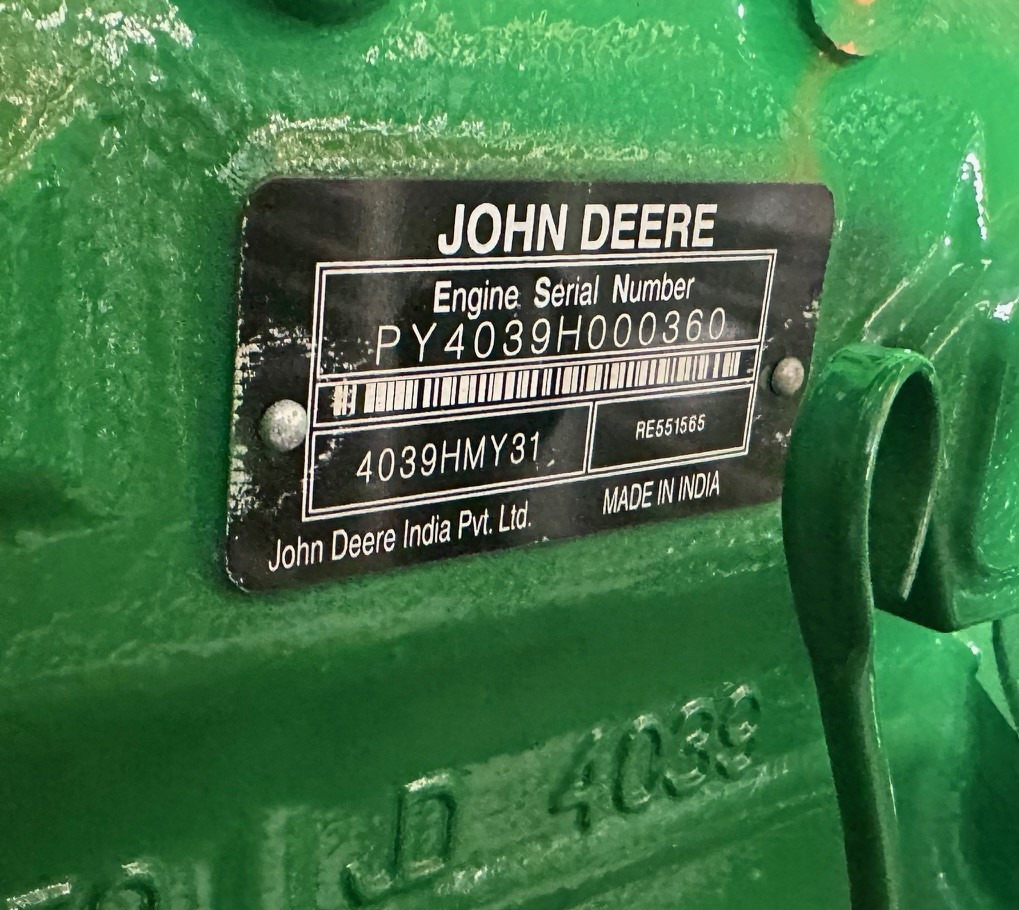 JOHN DEERE
Engine Serial Number
PY4039H000360
4039HMY31
RE551565
John Deere India Pvt. Ltd.
MADE IN INDIA
JD 4039